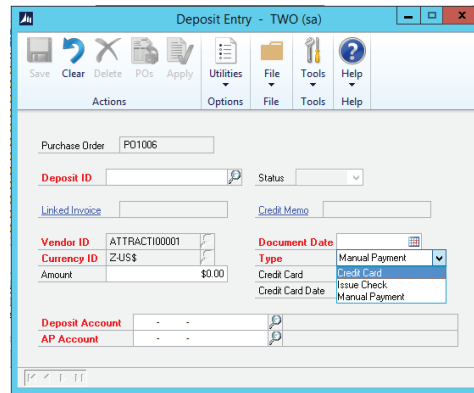 Deposit Entry - TWO (sa)
Save Clear Delete POs Apply Utilities File Tools Help
Actions Options File Tools Help
Purchase Order PO1006
Deposit ID Status
Linked Invoice Credit Memo
Vendor ID ATTRACTI00001 Document Date
Currency ID Z-US$ Type Manual Payment
Amount $0.00 Credit Card Credit Card
Credit Card Date Issue Check
Manual Payment
Deposit Account - -
AP Account - -